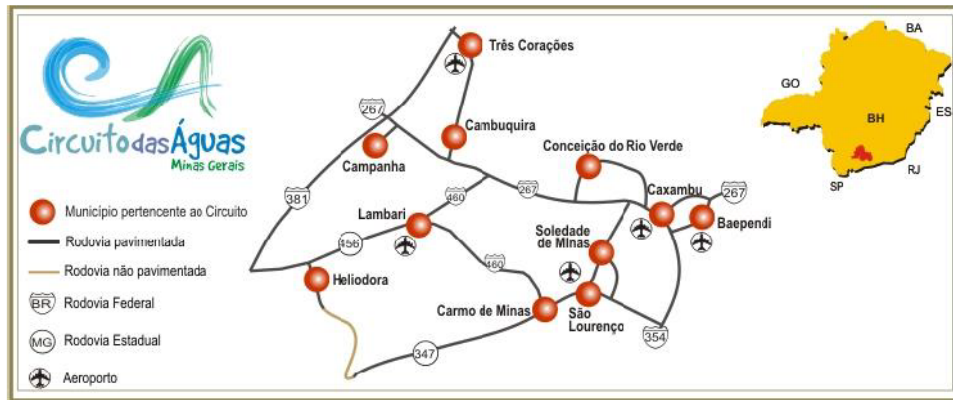 Circuito das Águas
Minas Gerais
Município pertencente ao Circuito
Rodovia pavimentada
Rodovia não pavimentada
BR
Rodovia Federal
MG
Rodovia Estadual
Aeroporto
Três Corações
267
Cambuquira
Campanha
Conceição do Rio Verde
381
Lambari
460
267
Caxambu
267
Baependi
456
Soledade
de Minas
Heliodora
460
Carmo de Minas
São
Lourenço
354
347
BA
GO
ES
BH
RJ
SP